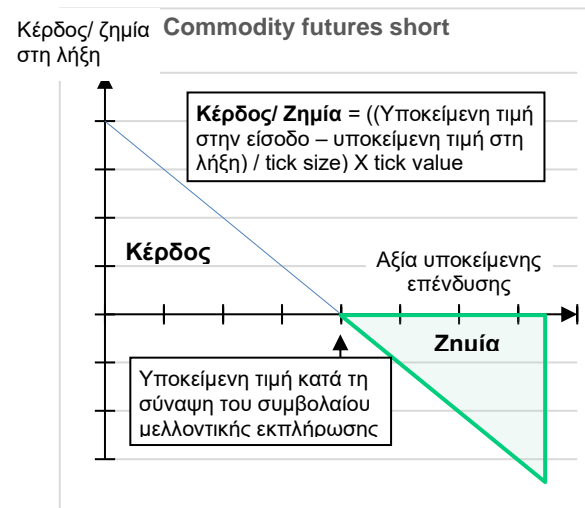 Κέρδος/ ζημία
στη λήξη
Commodity futures short
Κέρδος/ Ζημία = ((Υποκείμενη τιμή
στην είσοδο – υποκείμενη τιμή στη
λήξη) / tick size) X tick value
Κέρδος
Αξία υποκείμενης
επένδυσης
Ζημία
Υποκείμενη τιμή κατά τη
σύναψη του συμβολαίου
μελλοντικής εκπλήρωσης